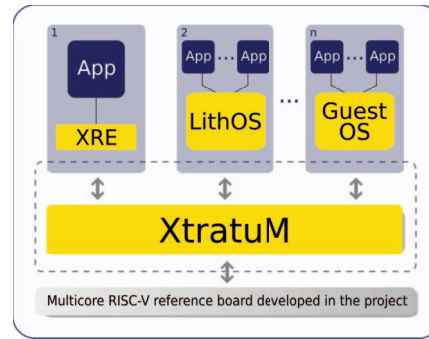 1
App
XRE
2
App ... App
LithOS
...
n
App ... App
Guest
OS
XtratuM
Multicore RISC-V reference board developed in the project